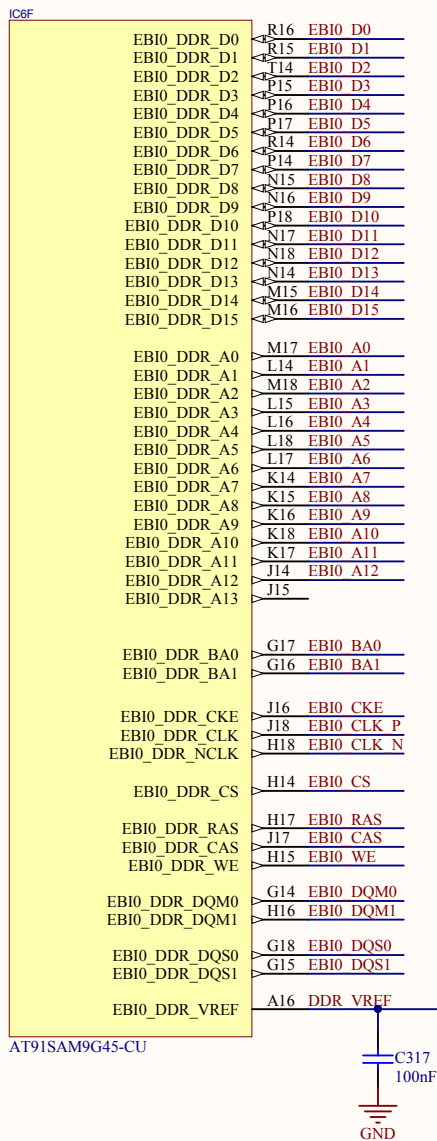 IC6F
EBI0_DDR_D0 R16 EBI0_D0
EBI0_DDR_D1 R15 EBI0_D1
EBI0_DDR_D2 T14 EBI0_D2
EBI0_DDR_D3 P15 EBI0_D3
EBI0_DDR_D4 P16 EBI0_D4
EBI0_DDR_D5 P17 EBI0_D5
EBI0_DDR_D6 R14 EBI0_D6
EBI0_DDR_D7 P14 EBI0_D7
EBI0_DDR_D8 N15 EBI0_D8
EBI0_DDR_D9 N16 EBI0_D9
EBI0_DDR_D10 P18 EBI0_D10
EBI0_DDR_D11 N17 EBI0_D11
EBI0_DDR_D12 N18 EBI0_D12
EBI0_DDR_D13 N14 EBI0_D13
EBI0_DDR_D14 M15 EBI0_D14
EBI0_DDR_D15 M16 EBI0_D15
EBI0_DDR_A0 M17 EBI0_A0
EBI0_DDR_A1 L14 EBI0_A1
EBI0_DDR_A2 M18 EBI0_A2
EBI0_DDR_A3 L15 EBI0_A3
EBI0_DDR_A4 L16 EBI0_A4
EBI0_DDR_A5 L18 EBI0_A5
EBI0_DDR_A6 L17 EBI0_A6
EBI0_DDR_A7 K14 EBI0_A7
EBI0_DDR_A8 K15 EBI0_A8
EBI0_DDR_A9 K16 EBI0_A9
EBI0_DDR_A10 K18 EBI0_A10
EBI0_DDR_A11 K17 EBI0_A11
EBI0_DDR_A12 J14 EBI0_A12
EBI0_DDR_A13 J15
EBI0_DDR_BA0 G17 EBI0_BA0
EBI0_DDR_BA1 G16 EBI0_BA1
EBI0_DDR_CKE J16 EBI0_CKE
EBI0_DDR_CLK J18 EBI0_CLK_P
EBI0_DDR_NCLK H18 EBI0_CLK_N
EBI0_DDR_CS H14 EBI0_CS
EBI0_DDR_RAS H17 EBI0_RAS
EBI0_DDR_CAS J17 EBI0_CAS
EBI0_DDR_WE H15 EBI0_WE
EBI0_DDR_DQM0 G14 EBI0_DQM0
EBI0_DDR_DQM1 H16 EBI0_DQM1
EBI0_DDR_DQS0 G18 EBI0_DQS0
EBI0_DDR_DQS1 G15 EBI0_DQS1
EBI0_DDR_VREF A16 DDR_VREF
AT91SAM9G45-CU
C317
100nF
GND